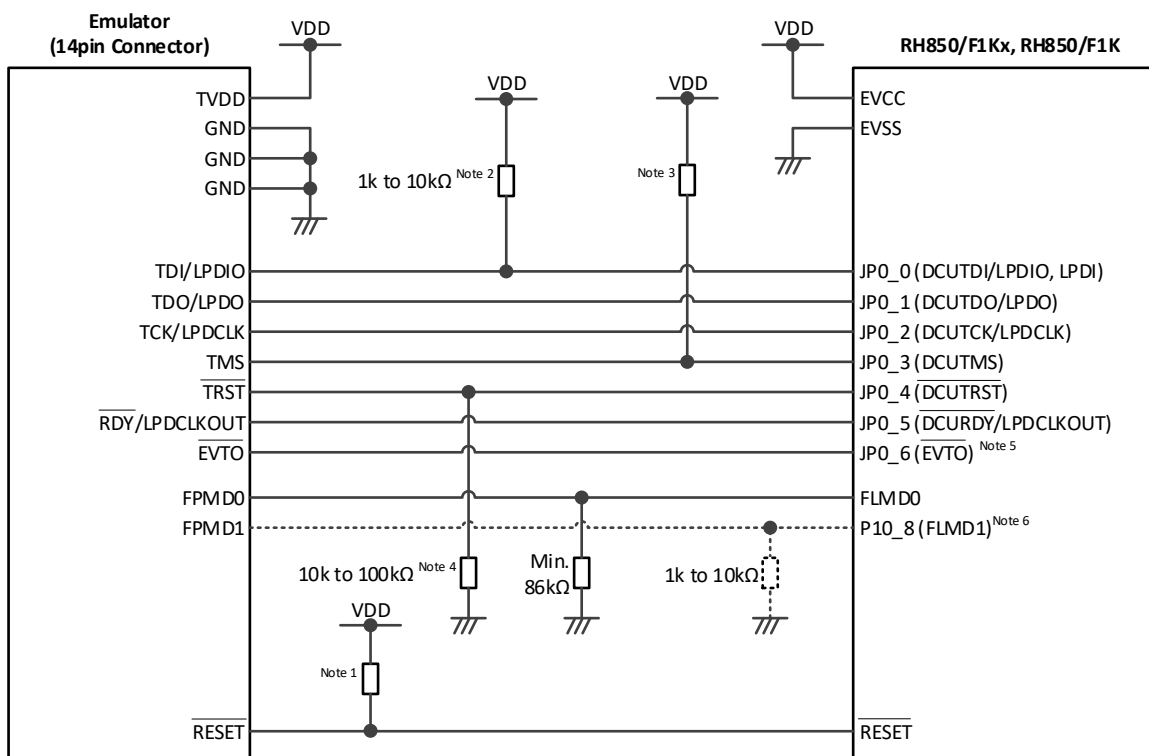 Emulator
(14pin Connector)
VDD
VDD
RH850/F1Kx, RH850/F1K
VDD
VDD
TVDD
EVCC
GND
EVSS
GND
GND
1k to 10kΩ Note 2
Note 3
TDI/LPDIO
JP0_0 (DCUTDI/LPDIO, LPDI)
TDO/LPDO
JP0_1 (DCUTDO/LPDO)
TCK/LPDCLK
JP0_2 (DCUTCK/LPDCLK)
TMS
JP0_3 (DCUTMS)
TRST
JP0_4 (DCUTRST)
RDY/LPDCLKOUT
JP0_5 (DCURDY/LPDCLKOUT)
EVTO
JP0_6 (EVTO) Note 5
FPMD0
FLMD0
FPMD1
P10_8 (FLMD1) Note 6
10k to 100kΩ Note 4
Min.
86kΩ
1k to 10kΩ
VDD
Note 1
RESET
RESET